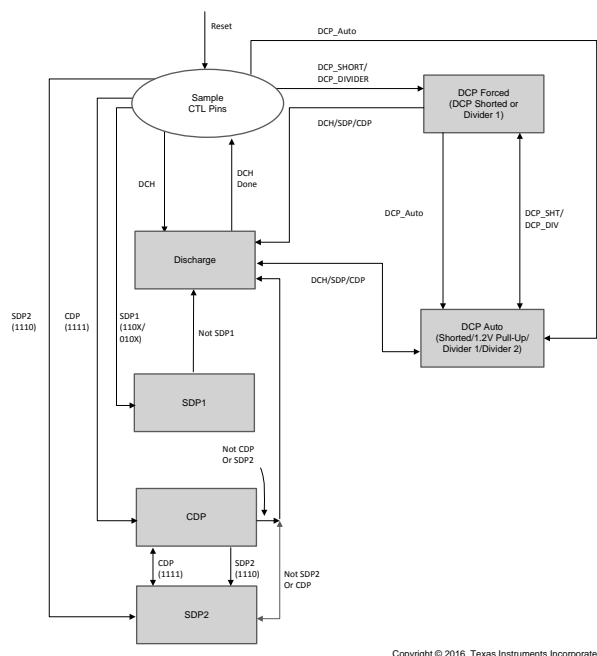 Reset
DCP_Auto
DCP_SHORT/
DCP_DIVIDER
Sample
CTL Pins
DCP Forced
(DCP Shorted or
Divider 1)
DCH/SDP/CDP
DCH
DCH
Done
DCP_Auto
DCP_SHT/
DCP_DIV
Discharge
DCH/SDP/CDP
SDP2
(1110)
CDP
(1111)
SDP1
(110X/
010X)
Not SDP1
DCP Auto
(Shorted/1.2V Pull-Up/
Divider 1/Divider 2)
SDP1
Not CDP
Or SDP2
CDP
CDP
(1111)
SDP2
(1110)
Not SDP2
Or CDP
SDP2
Copyright © 2016, Texas Instruments Incorporate